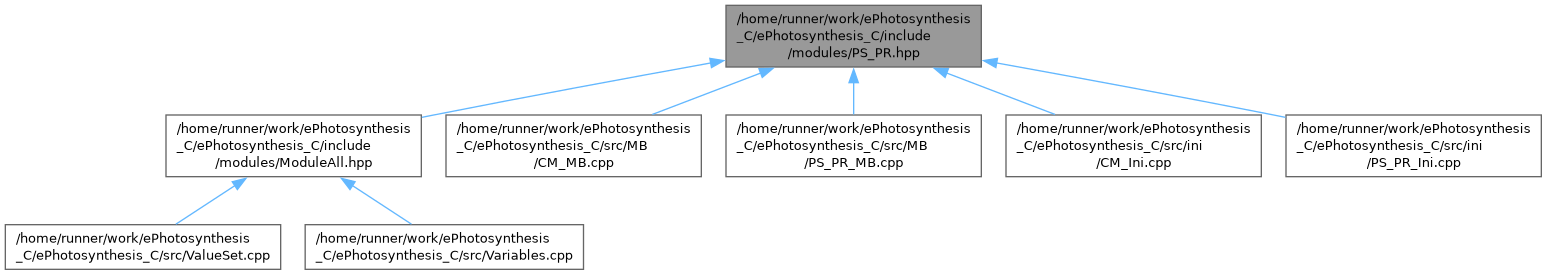 /home/runner/work/ePhotosynthesis
_C/ePhotosynthesis_C/include
/modules/PS_PR.hpp
/home/runner/work/ePhotosynthesis
_C/ePhotosynthesis_C/include
/modules/ModuleAll.hpp
/home/runner/work/ePhotosynthesis
_C/ePhotosynthesis_C/src/MB
/CM_MB.cpp
/home/runner/work/ePhotosynthesis
_C/ePhotosynthesis_C/src/MB
/PS_PR_MB.cpp
/home/runner/work/ePhotosynthesis
_C/ePhotosynthesis_C/src/ini
/CM_Ini.cpp
/home/runner/work/ePhotosynthesis
_C/ePhotosynthesis_C/src/ini
/PS_PR_Ini.cpp
/home/runner/work/ePhotosynthesis
_C/ePhotosynthesis_C/src/ValueSet.cpp
/home/runner/work/ePhotosynthesis
_C/ePhotosynthesis_C/src/Variables.cpp